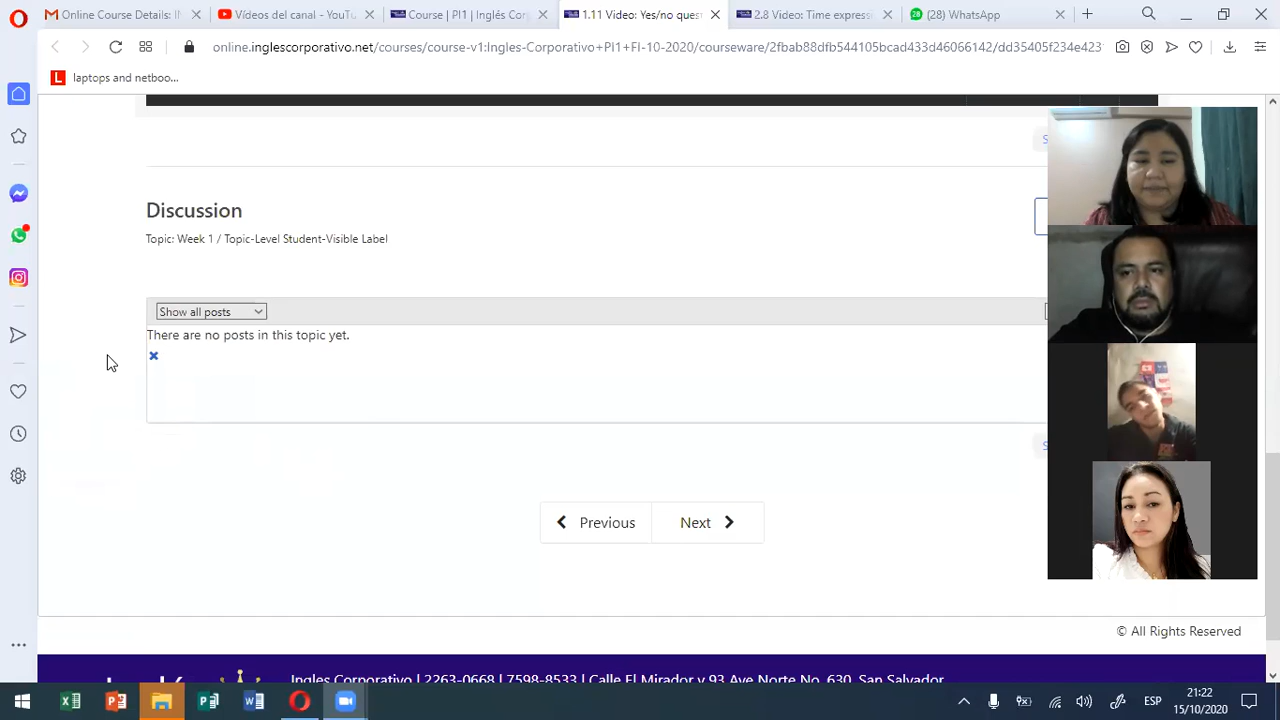 Online Courses Details: I
Vídeos del canal - YouT
Course | PI1 | Inglés Cor
1.11 Video: Yes/no ques
2.8 Video: Time express
(28) WhatsApp
online.inglescorporativo.net/courses/course-v1:Ingles-Corporativo+PI1+FI-10-2020/courseware/2fbab88dfb544105bcad433d46066142/dd35405f234e423
L laptops and netboo...
Discussion
Topic: Week 1 / Topic-Level Student-Visible Label
Show all posts
There are no posts in this topic yet.
Previous
Next
© All Rights Reserved
Ingles Corporativo | 2263-0668 | 7598-8533 | Calle El Mirador y 93 Ave Norte No. 630, San Salvador
ESP
21:22
15/10/2020